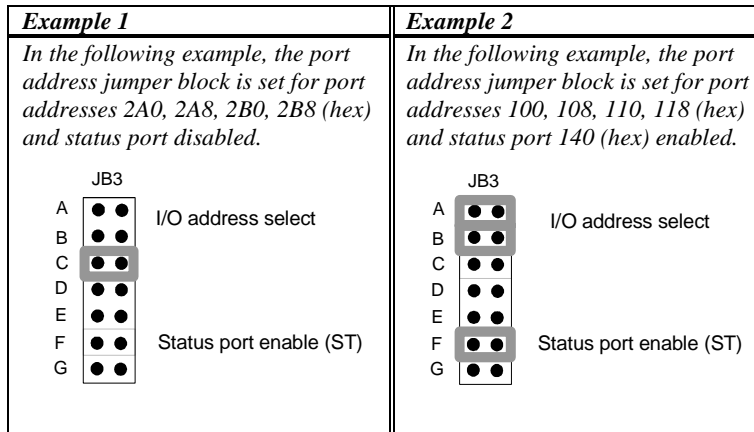 Example 1
In the following example, the port
address jumper block is set for port
addresses 2A0, 2A8, 2B0, 2B8 (hex)
and status port disabled.
JB3
A
I/O address select
B
C
D
E
F
Status port enable (ST)
G
Example 2
In the following example, the port
address jumper block is set for port
addresses 100, 108, 110, 118 (hex)
and status port 140 (hex) enabled.
JB3
A
I/O address select
B
C
D
E
F
Status port enable (ST)
G